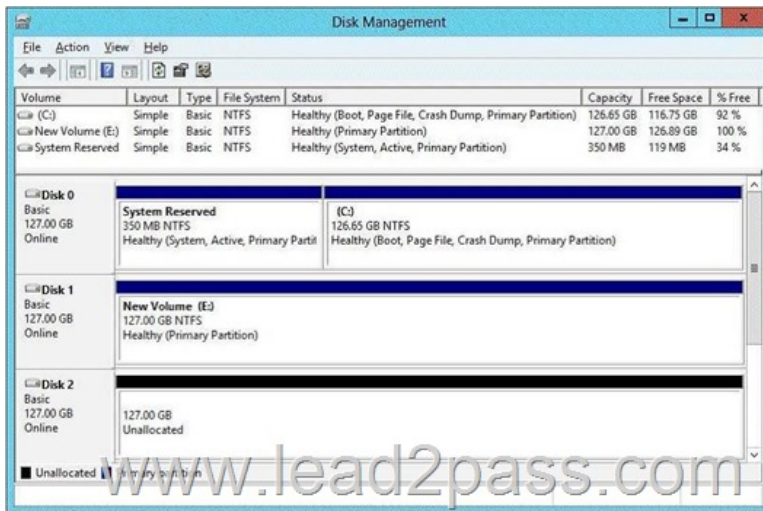 Disk Management
File Action View Help
Volume Layout Type File System Status Capacity Free Space % Free
(C:) Simple Basic NTFS Healthy (Boot, Page File, Crash Dump, Primary Partition) 126.65 GB 116.75 GB 92 %
New Volume (E:) Simple Basic NTFS Healthy (Primary Partition) 127.00 GB 126.89 GB 100 %
System Reserved Simple Basic NTFS Healthy (System, Active, Primary Partition) 350 MB 119 MB 34 %
Disk 0
Basic
127.00 GB
Online
System Reserved
350 MB NTFS
Healthy (System, Active, Primary Partit
(C:)
126.65 GB NTFS
Healthy (Boot, Page File, Crash Dump, Primary Partition)
Disk 1
Basic
127.00 GB
Online
New Volume (E:)
127.00 GB NTFS
Healthy (Primary Partition)
Disk 2
Basic
127.00 GB
Online
127.00 GB
Unallocated
Unallocated Primary partition
www.lead2pass.com